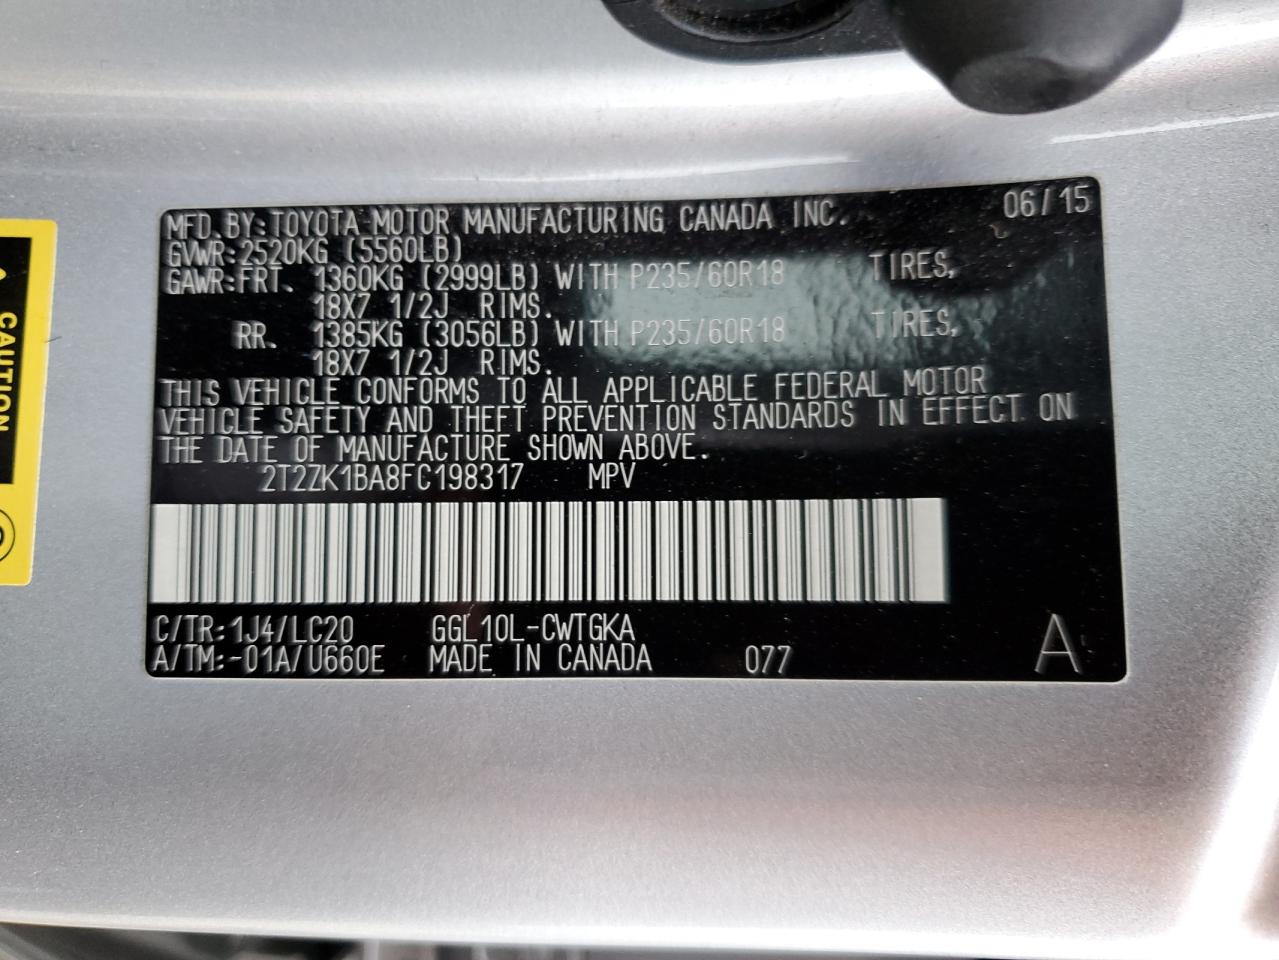 MFD.BY:TOYOTA MOTOR MANUFACTURING CANADA INC. 06/15
GVWR:2520KG (5560LB)
GAWR:FRT. 1360KG (2999LB) WITH P235/60R18 TIRES,
18X7 1/2J RIMS.
RR. 1385KG (3056LB) WITH P235/60R18 TIRES,
18X7 1/2J RIMS.
THIS VEHICLE CONFORMS TO ALL APPLICABLE FEDERAL MOTOR
VEHICLE SAFETY AND THEFT PREVENTION STANDARDS IN EFFECT ON
THE DATE OF MANUFACTURE SHOWN ABOVE.
2T2ZK1BA8FC198317 MPV
C/TR:1J4/LC20 GGL10L-CWTGKA
A/TM:-01A/U660E MADE IN CANADA 077 A
CAUTION